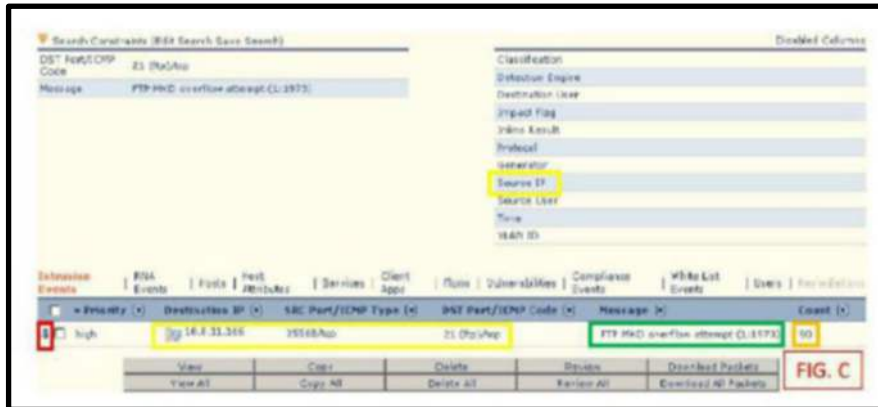 Search Constraints (Edit Search Save Search)
Disabled Columns
DST Port/ICMP Code
21 (ftp)/tcp
Message
FTP MKD overflow attempt (1:1973)
Classification
Detection Engine
Destination User
Impact Flag
Inline Result
Protocol
Generator
Source IP
Source User
Time
VLAN ID
Intrusion Events | RNA Events | Hosts | Host Attributes | Services | Client Apps | Flows | Vulnerabilities | Compliance Events | White List Events | Users |
Priority Destination IP SRC Port/ICMP Type DST Port/ICMP Code Message Count
high 21 (ftp)/tcp FTP MKD overflow attempt (1:1973) 50
View Copy Delete Review Download Packets
View All Copy All Delete All Review All Download All Packets
FIG. C